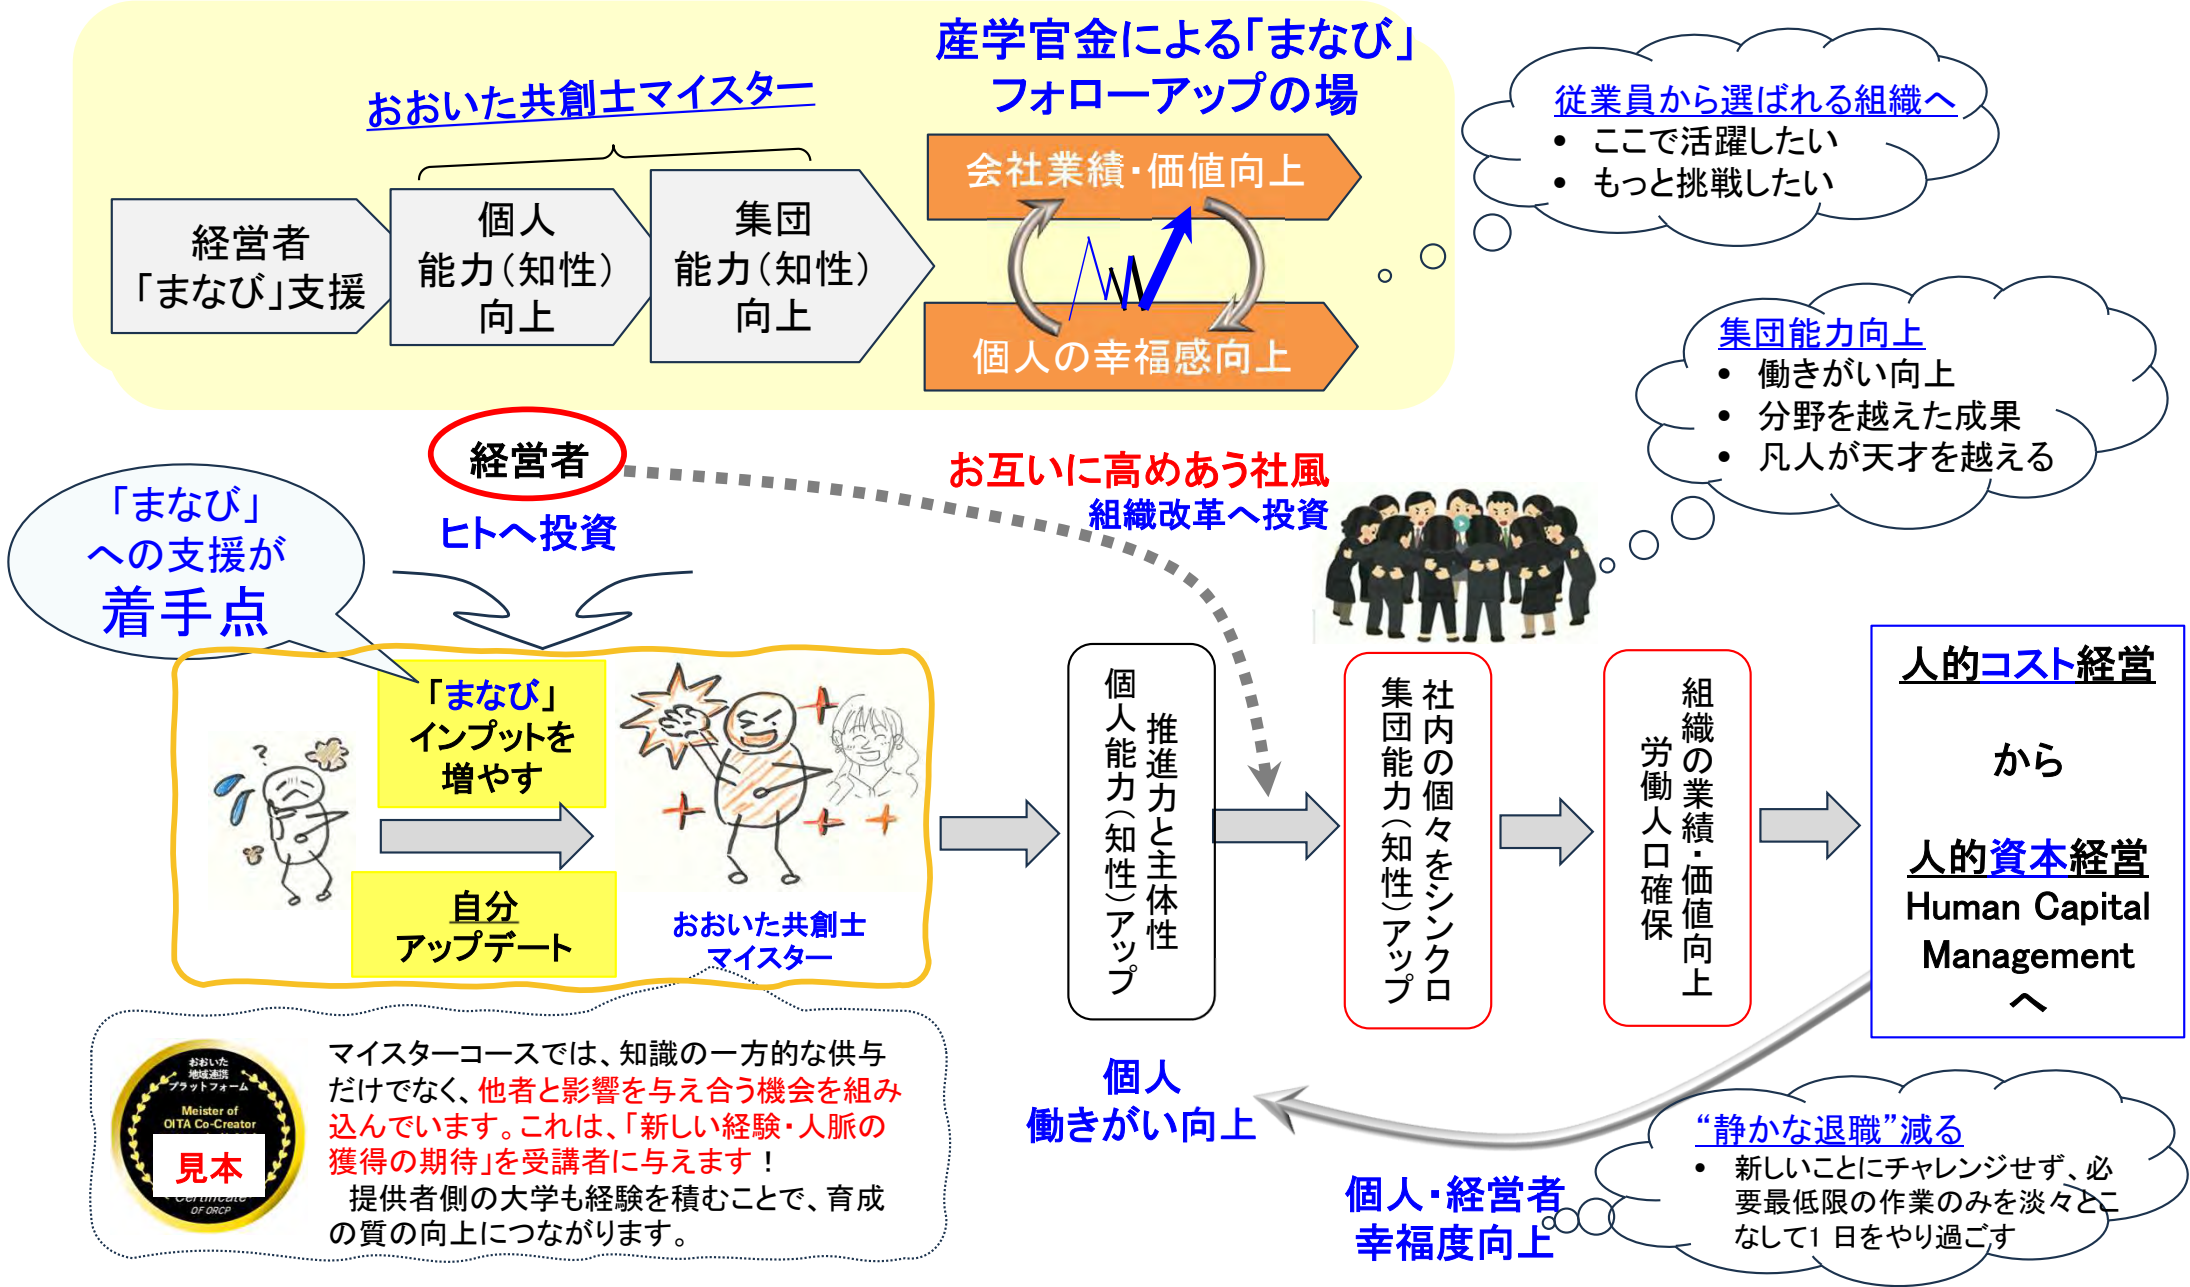 産学官金による「まなび」
フォローアップの場
おおいた共創士マイスター
経営者
「まなび」支援
個人
能力(知性)
向上
集団
能力(知性)
向上
会社業績・価値向上
個人の幸福感向上
従業員から選ばれる組織へ
• ここで活躍したい
• もっと挑戦したい
集団能力向上
• 働きがい向上
• 分野を越えた成果
• 凡人が天才を越える
経営者
ヒトへ投資
お互いに高めあう社風
組織改革へ投資
「まなび」
への支援が
着手点
「まなび」
インプットを
増やす
?
自分
アップデート
おおいた共創士
マイスター
推進力と主体性
個人能力(知性)アップ
社内の個々をシンクロ
集団能力(知性)アップ
組織の業績・価値向上
労働人口確保
人的コスト経営
から
人的資本経営
Human Capital
Management
へ
個人
働きがい向上
個人・経営者
幸福度向上
“静かな退職”減る
• 新しいことにチャレンジせず、必
要最低限の作業のみを淡々とこ
なして1 日をやり過ごす
おおいた
地域連携
プラットフォーム
Meister of
OITA Co-Creator
見本
Certificate
OF ORCP
マイスターコースでは、知識の一方的な供与
だけでなく、他者と影響を与え合う機会を組み
込んでいます。これは、「新しい経験・人脈の
獲得の期待」を受講者に与えます！
提供者側の大学も経験を積むことで、育成
の質の向上につながります。